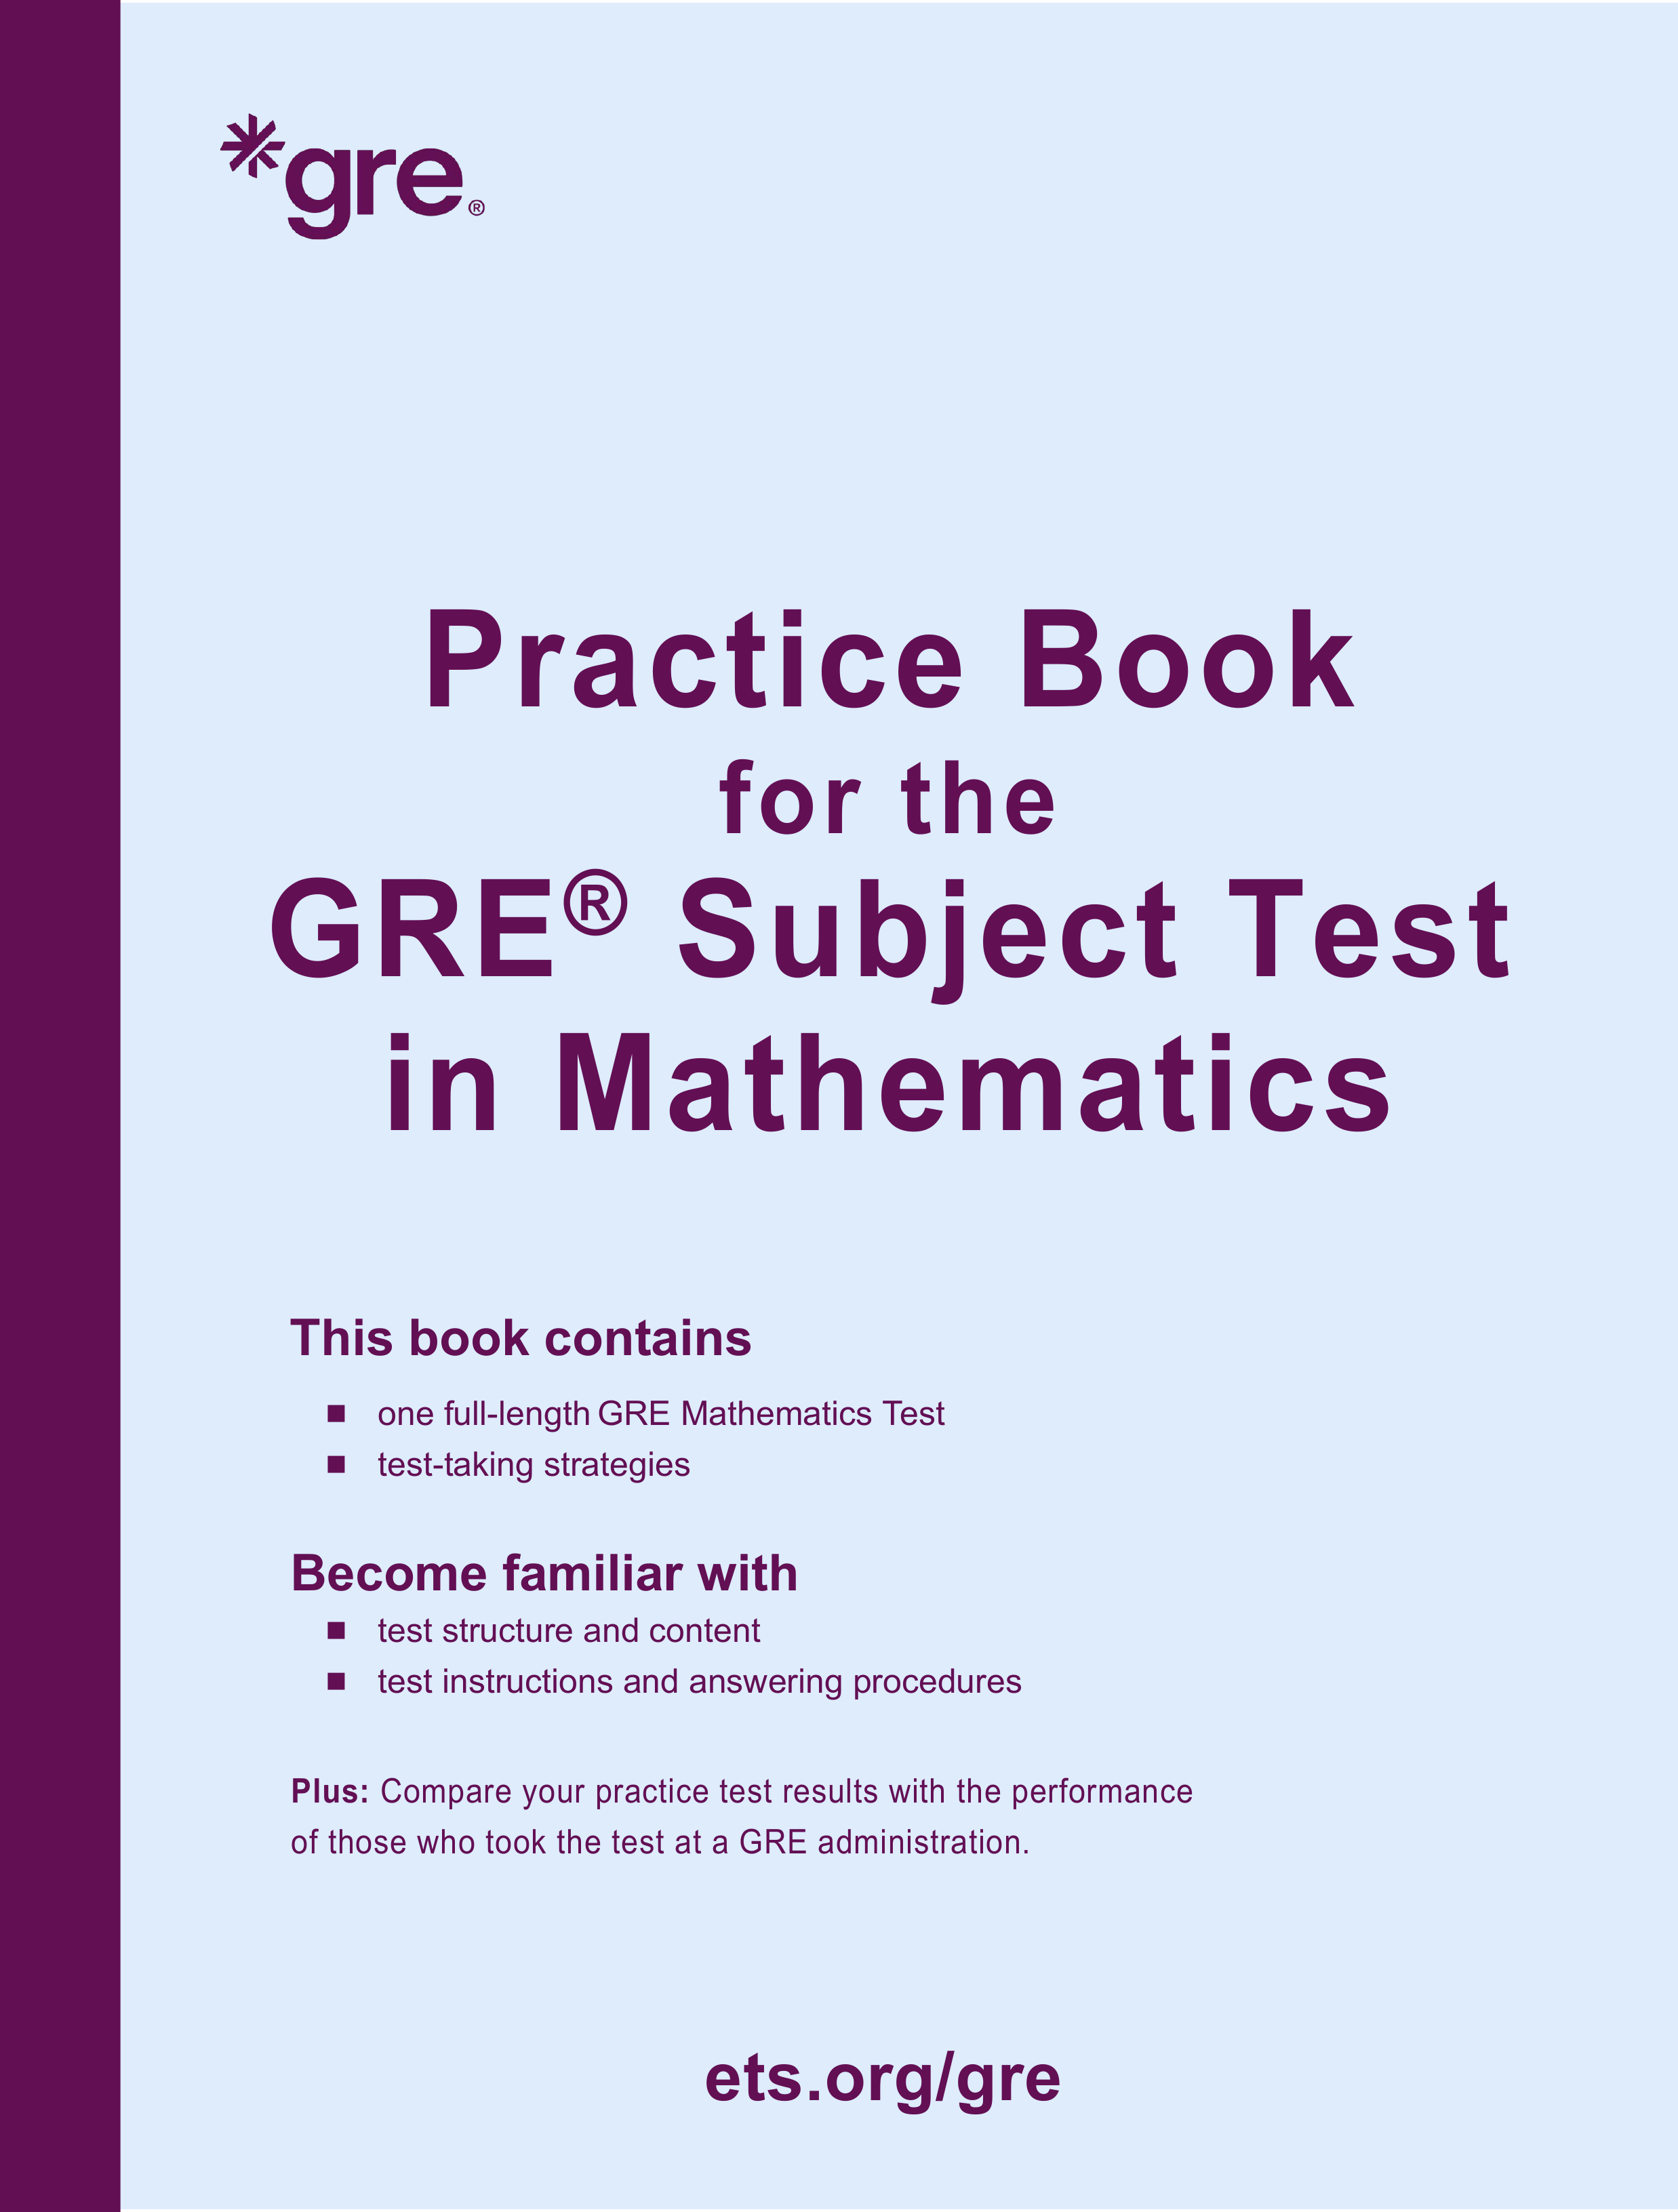 *gre®
Practice Book
for the
GRE® Subject Test
in Mathematics
This book contains
■ one full-length GRE Mathematics Test
■ test-taking strategies
Become familiar with
■ test structure and content
■ test instructions and answering procedures
Plus: Compare your practice test results with the performance
of those who took the test at a GRE administration.
ets.org/gre